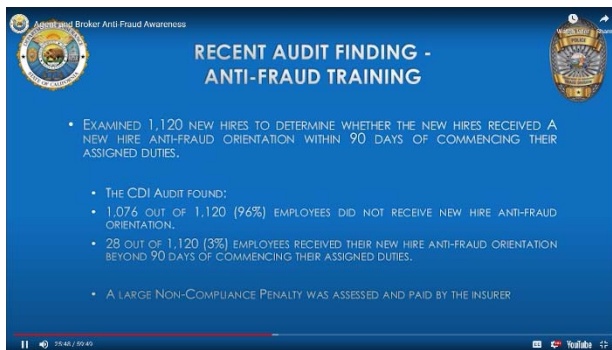 Agent and Broker Anti-Fraud Awareness
RECENT AUDIT FINDING -
ANTI-FRAUD TRAINING
• EXAMINED 1,120 NEW HIRES TO DETERMINE WHETHER THE NEW HIRES RECEIVED A
NEW HIRE ANTI-FRAUD ORIENTATION WITHIN 90 DAYS OF COMMENCING THEIR
ASSIGNED DUTIES.
• THE CDI AUDIT FOUND:
• 1,076 OUT OF 1,120 (96%) EMPLOYEES DID NOT RECEIVE NEW HIRE ANTI-FRAUD
ORIENTATION.
• 28 OUT OF 1,120 (3%) EMPLOYEES RECEIVED THEIR NEW HIRE ANTI-FRAUD ORIENTATION
BEYOND 90 DAYS OF COMMENCING THEIR ASSIGNED DUTIES.
• A LARGE NON-COMPLIANCE PENALTY WAS ASSESSED AND PAID BY THE INSURER
25:48 / 59:49
YouTube